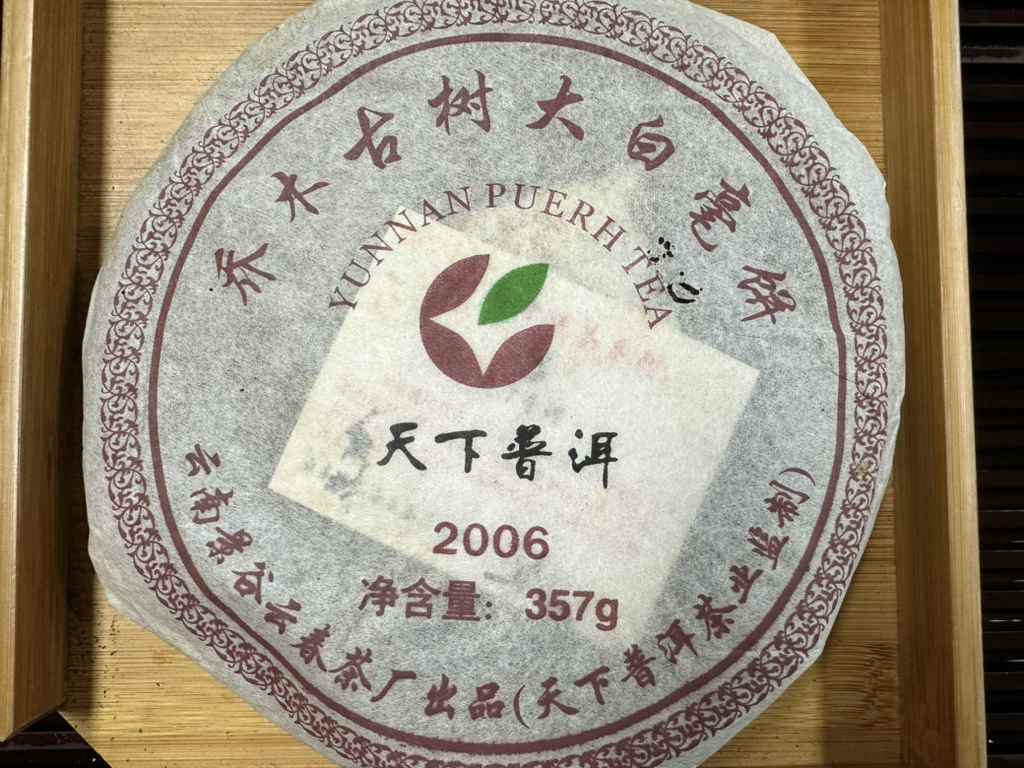 乔木古树大白毫饼
YUNNAN PUERH TEA
天下普洱
2006
净含量：357g
云南景谷云春茶厂出品(天下普洱茶业监制)